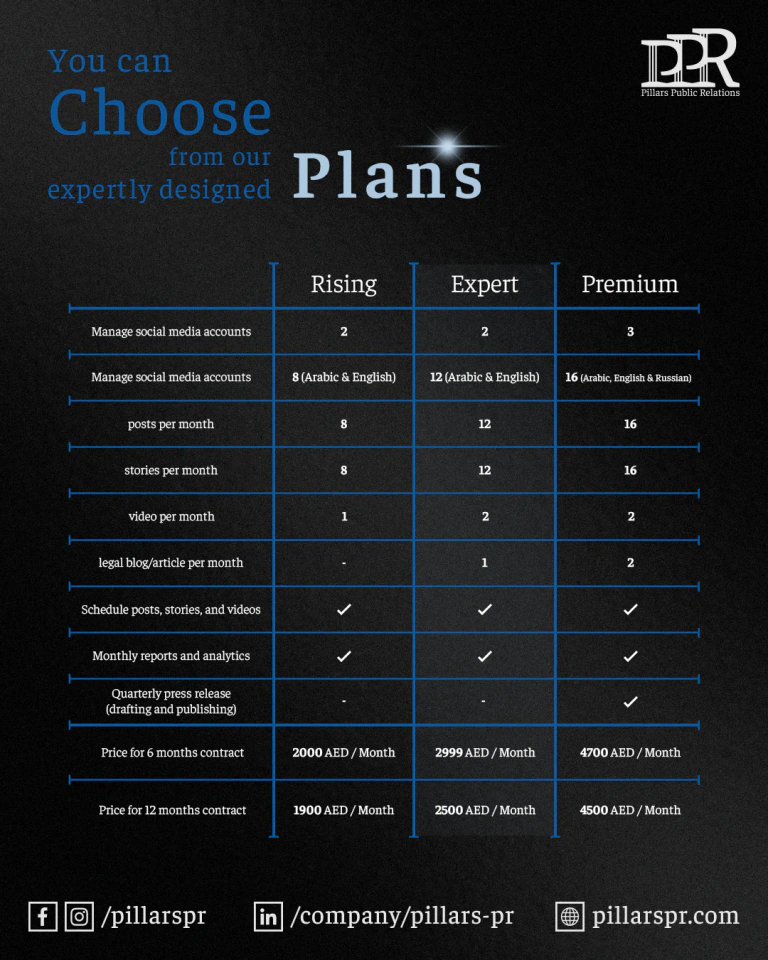 You can
Choose
from our
expertly designed
Plans
PPR
Pillars Public Relations
Rising Expert Premium
Manage social media accounts 2 2 3
Manage social media accounts 8 (Arabic & English) 12 (Arabic & English) 16 (Arabic, English & Russian)
posts per month 8 12 16
stories per month 8 12 16
video per month 1 2 2
legal blog/article per month - 1 2
Schedule posts, stories, and videos ✓ ✓ ✓
Monthly reports and analytics ✓ ✓ ✓
Quarterly press release
(drafting and publishing) - - ✓
Price for 6 months contract 2000 AED / Month 2999 AED / Month 4700 AED / Month
Price for 12 months contract 1900 AED / Month 2500 AED / Month 4500 AED / Month
/pillarspr /company/pillars-pr pillarspr.com